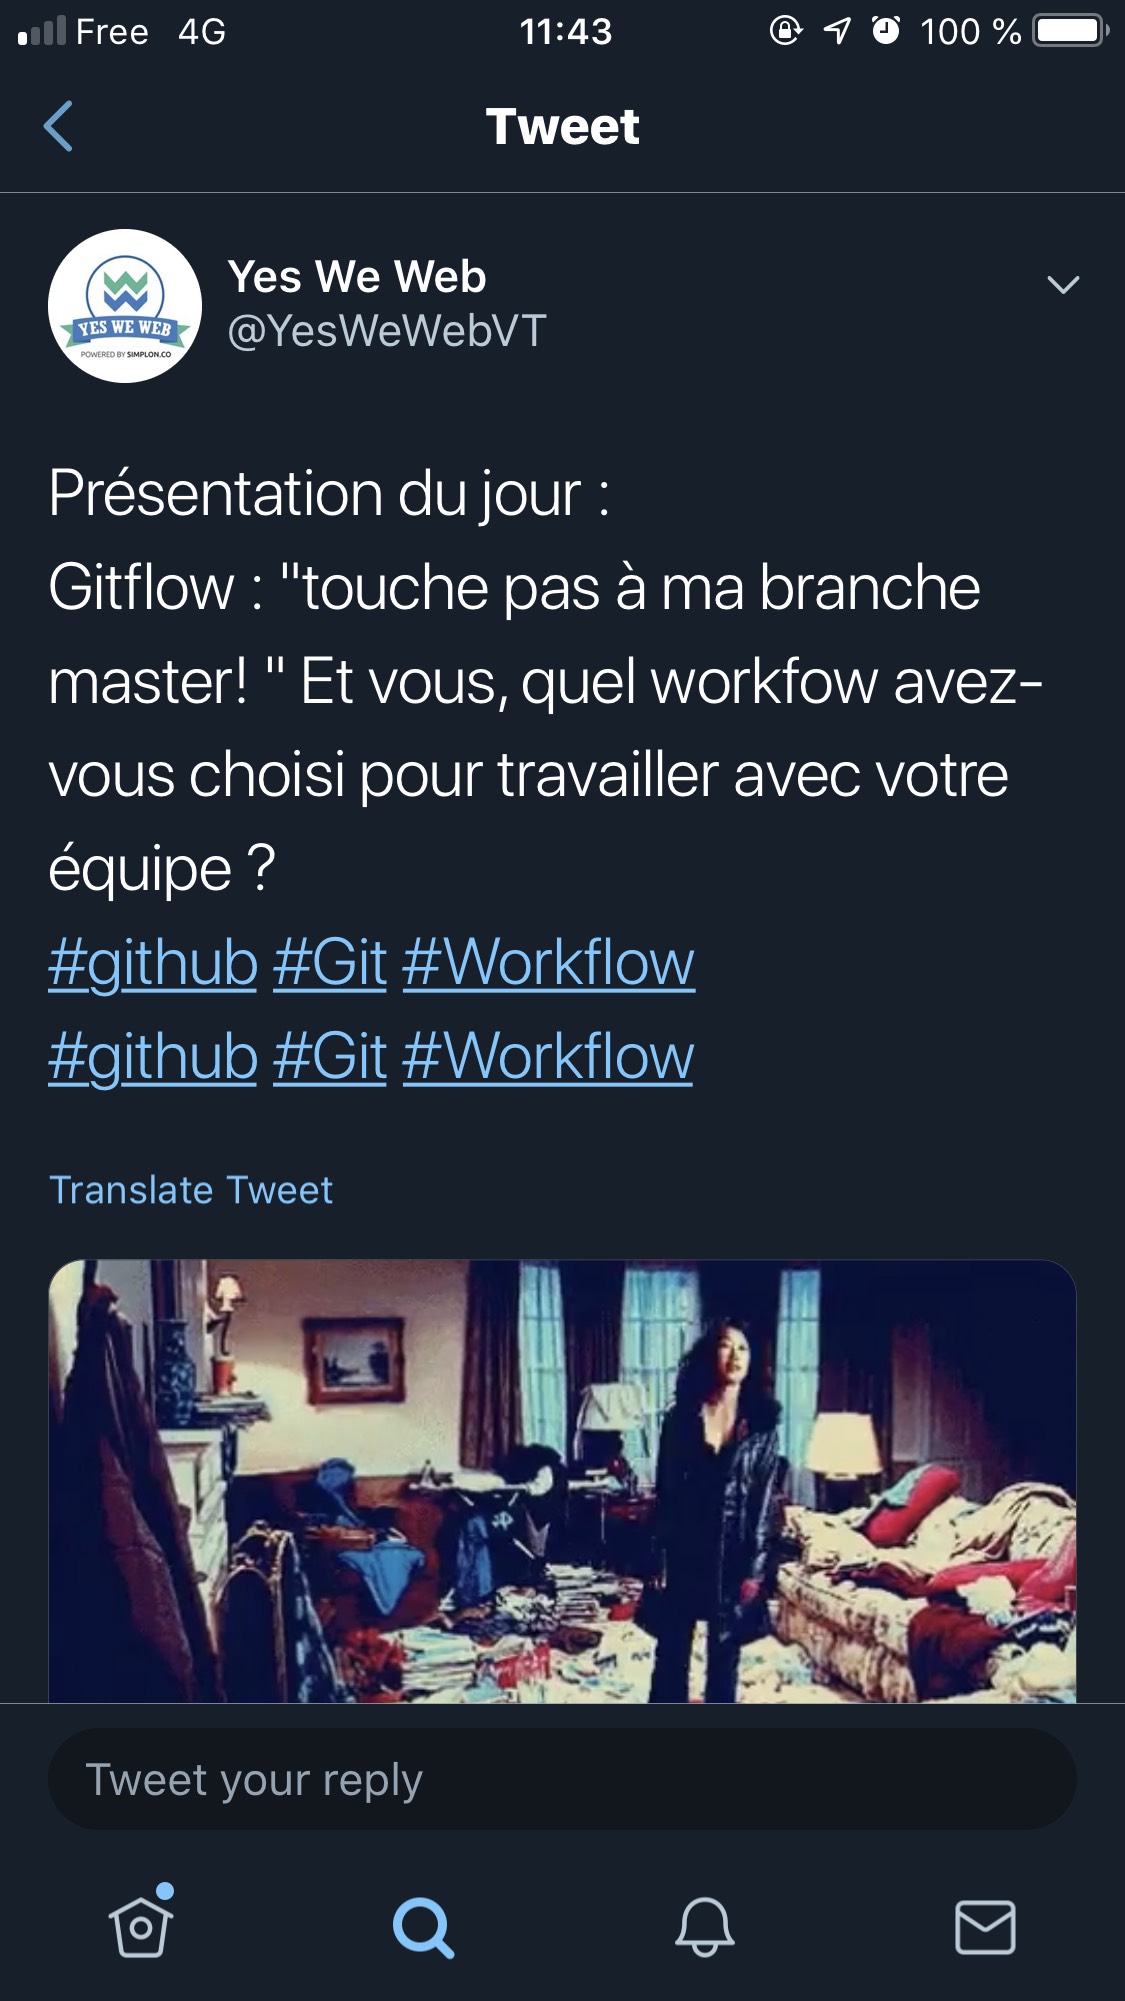 Free 4G 11:43 100 %
Tweet
YES WE WEB
POWERED BY SIMPLON.CO
Yes We Web
@YesWeWebVT
Présentation du jour :
Gitflow : "touche pas à ma branche
master! " Et vous, quel workfow avez-
vous choisi pour travailler avec votre
équipe ?
#github #Git #Workflow
#github #Git #Workflow
Translate Tweet
Tweet your reply